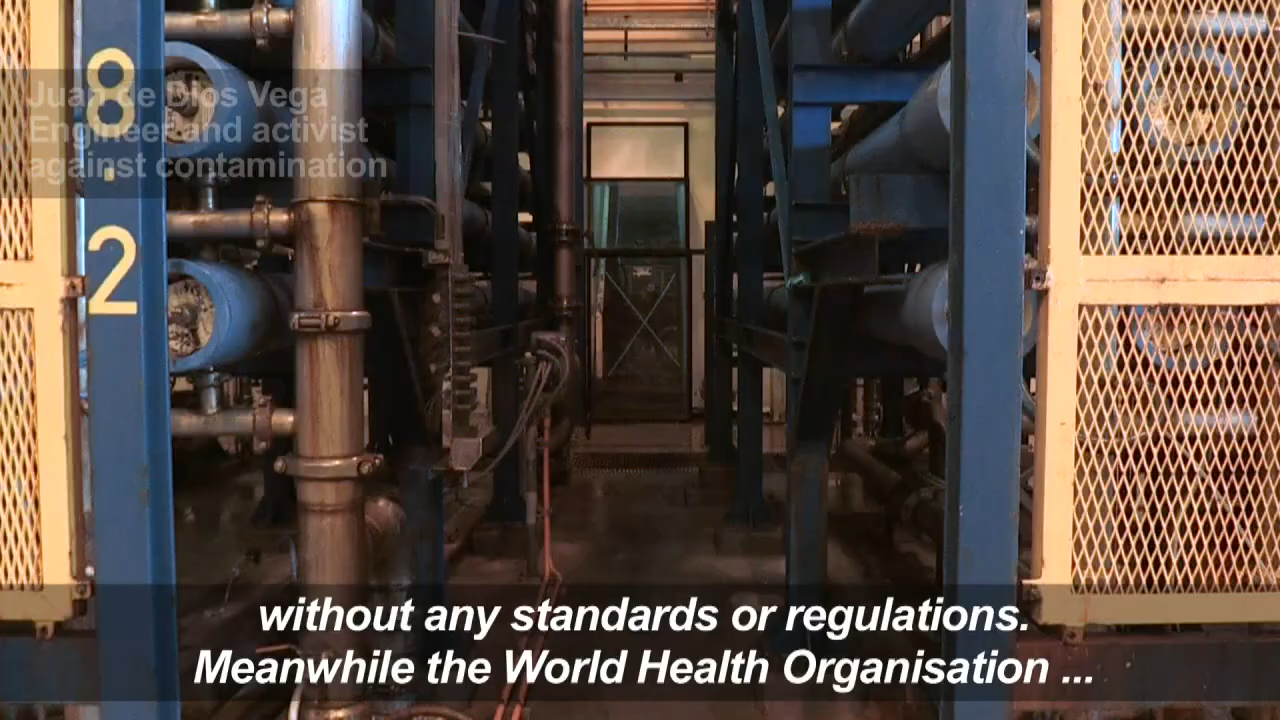 8.2
Juan de Dios Vega
Engineer and activist
against contamination
without any standards or regulations.
Meanwhile the World Health Organisation ...